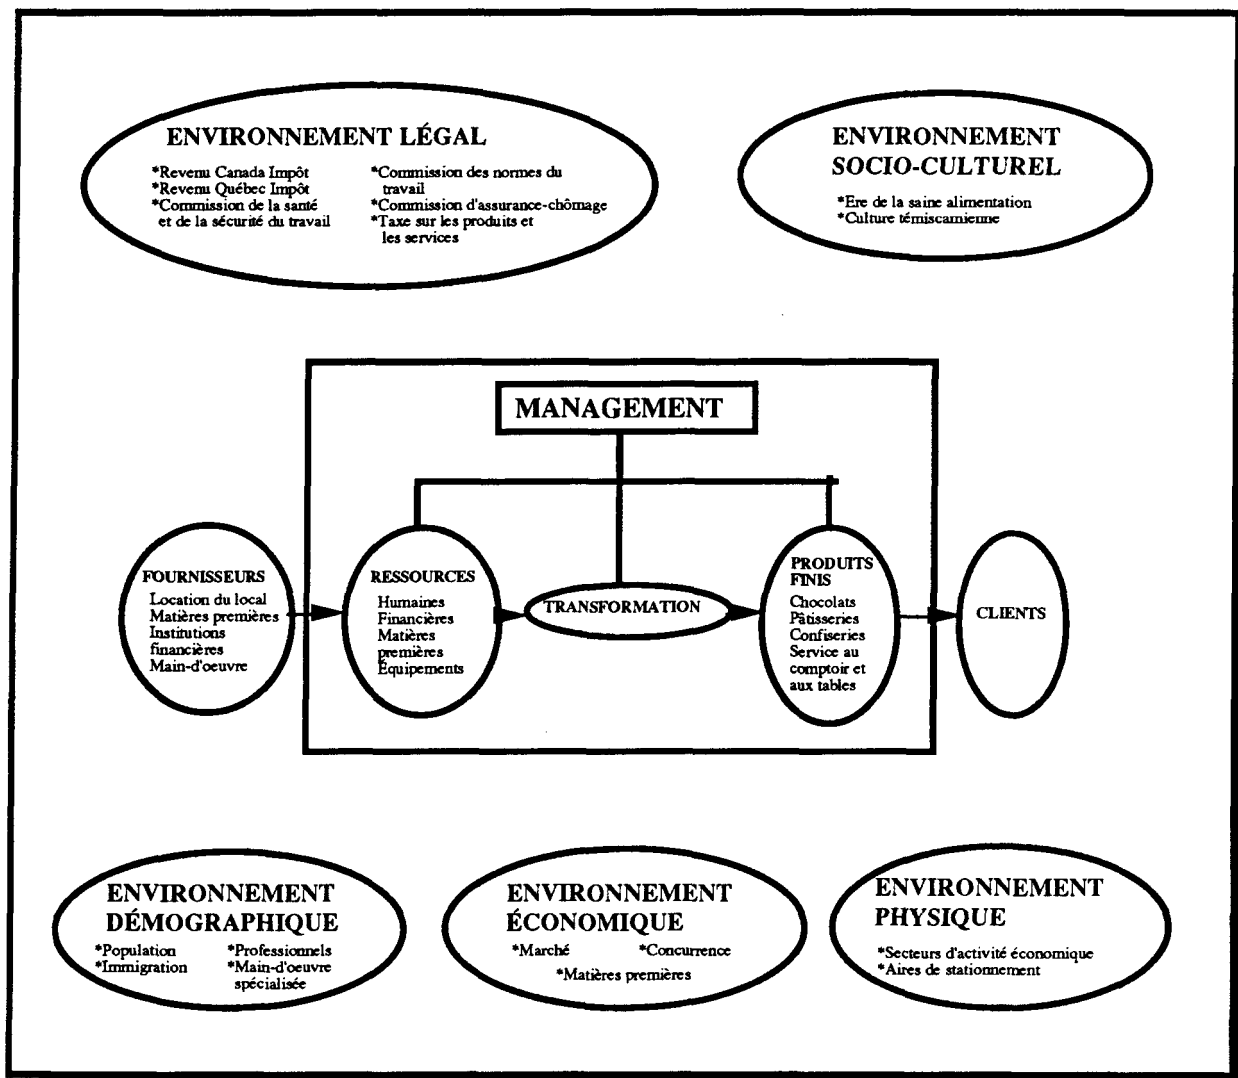 ENVIRONNEMENT LÉGAL
*Revenu Canada Impôt
*Revenu Québec Impôt
*Commission de la santé
et de la sécurité du travail
*Commission des normes du
travail
*Commission d'assurance-chômage
*Taxe sur les produits et
les services
ENVIRONNEMENT
SOCIO-CULTUREL
*Ere de la saine alimentation
*Culture témiscamienne
MANAGEMENT
FOURNISSEURS
Location du local
Matières premières
Institutions
financières
Main-d'oeuvre
RESSOURCES
Humaines
Financières
Matières
premières
Équipements
TRANSFORMATION
PRODUITS
FINIS
Chocolats
Pâtisseries
Confiseries
Service au
comptoir et
aux tables
CLIENTS
ENVIRONNEMENT
DÉMOGRAPHIQUE
*Population
*Immigration
*Professionnels
*Main-d'oeuvre
spécialisée
ENVIRONNEMENT
ÉCONOMIQUE
*Marché
*Concurrence
*Matières premières
ENVIRONNEMENT
PHYSIQUE
*Secteurs d'activité économique
*Aires de stationnement